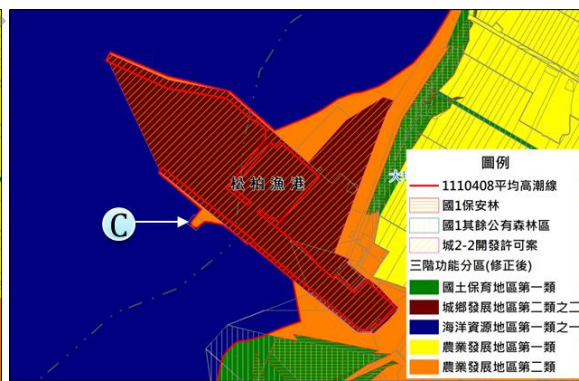 松柏漁港
大
C
圖例
1110408平均高潮線
國1保安林
國1其餘公有森林區
城2-2開發許可案
三階功能分區(修正後)
國土保育地區第一類
城鄉發展地區第二類之二
海洋資源地區第一類之一
農業發展地區第一類
農業發展地區第二類